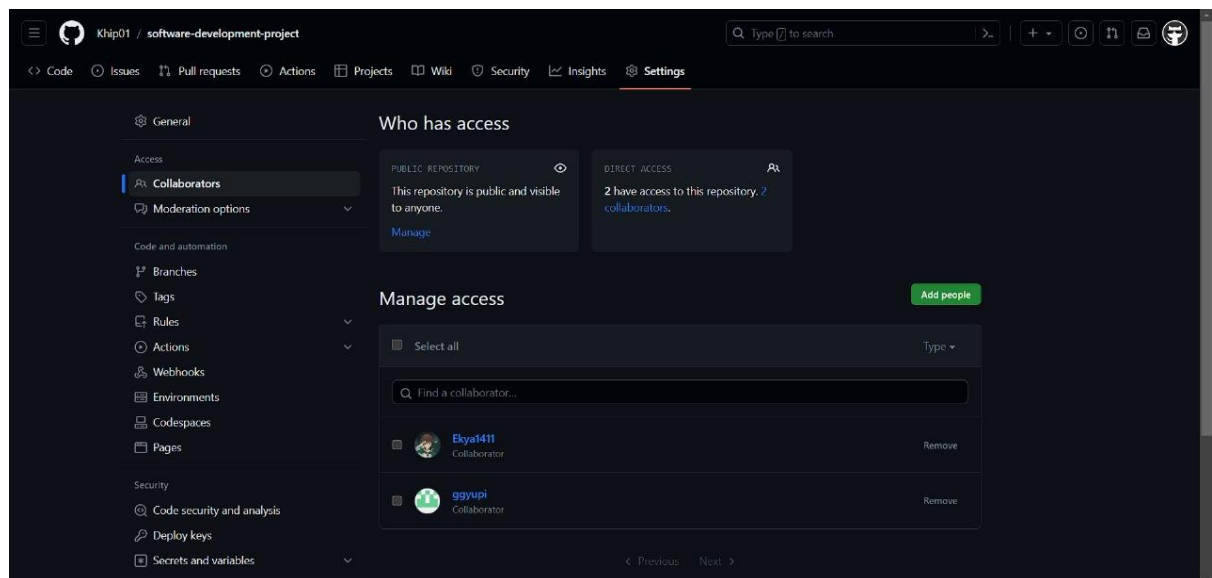 Khip01 / software-development-project
Type / to search
Code Issues Pull requests Actions Projects Wiki Security Insights Settings
General
Access
Collaborators
Moderation options
Code and automation
Branches
Tags
Rules
Actions
Webhooks
Environments
Codespaces
Pages
Security
Code security and analysis
Deploy keys
Secrets and variables
Who has access
PUBLIC REPOSITORY
This repository is public and visible
to anyone.
Manage
DIRECT ACCESS
2 have access to this repository. 2
collaborators.
Manage access
Add people
Select all
Type
Find a collaborator...
Ekya1411
Collaborator
Remove
ggyupi
Collaborator
Remove
< Previous Next >